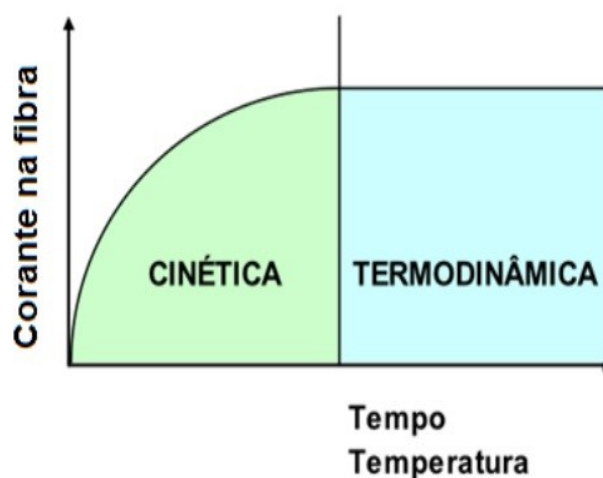 Corante na fibra
CINÉTICA
TERMODINÂMICA
Tempo
Temperatura